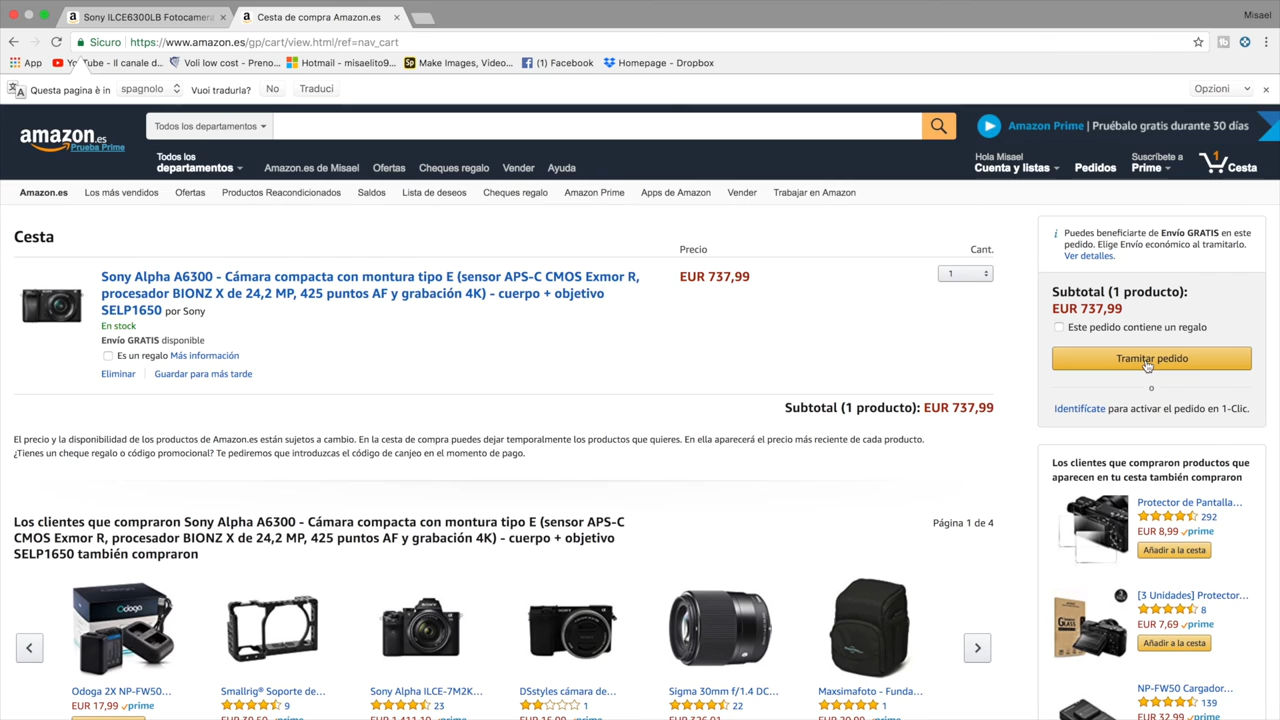 Sony ILCE6300LB Fotocamera
Cesta de compra Amazon.es
Misael
Sicuro
https://www.amazon.es/gp/cart/view.html/ref=nav_cart
App
YouTube - Il canale d...
Voli low cost - Preno...
Hotmail - misaelito9...
Make Images, Video...
(1) Facebook
Homepage - Dropbox
Questa pagina è in
spagnolo
Vuoi tradurla?
No
Traduci
Opzioni
amazon.es
Prueba Prime
Todos los departamentos
Amazon Prime | Pruébalo gratis durante 30 días
Todos los
departamentos
Amazon.es de Misael
Ofertas
Cheques regalo
Vender
Ayuda
Hola Misael
Cuenta y listas
Pedidos
Suscríbete a
Prime
1
Cesta
Amazon.es
Los más vendidos
Ofertas
Productos Reacondicionados
Saldos
Lista de deseos
Cheques regalo
Amazon Prime
Apps de Amazon
Vender
Trabajar en Amazon
Cesta
Precio
Cant.
Sony Alpha A6300 - Cámara compacta con montura tipo E (sensor APS-C CMOS Exmor R,
procesador BIONZ X de 24,2 MP, 425 puntos AF y grabación 4K) - cuerpo + objetivo
SELP1650 por Sony
EUR 737,99
1
En stock
Envío GRATIS disponible
Es un regalo Más información
Eliminar
Guardar para más tarde
Subtotal (1 producto): EUR 737,99
El precio y la disponibilidad de los productos de Amazon.es están sujetos a cambio. En la cesta de compra puedes dejar temporalmente los productos que quieres. En ella aparecerá el precio más reciente de cada producto.
¿Tienes un cheque regalo o código promocional? Te pediremos que introduzcas el código de canjeo en el momento de pago.
Puedes beneficiarte de Envío GRATIS en este
pedido. Elige Envío económico al tramitarlo.
Ver detalles.
Subtotal (1 producto):
EUR 737,99
Este pedido contiene un regalo
Tramitar pedido
o
Identifícate para activar el pedido en 1-Clic.
Los clientes que compraron Sony Alpha A6300 - Cámara compacta con montura tipo E (sensor APS-C
CMOS Exmor R, procesador BIONZ X de 24,2 MP, 425 puntos AF y grabación 4K) - cuerpo + objetivo
SELP1650 también compraron
Página 1 de 4
Odoga 2X NP-FW50...
EUR 17,99 prime
Smallrig® Soporte de...
9
Sony Alpha ILCE-7M2K...
23
DSstyles cámara de...
1
Sigma 30mm f/1.4 DC...
22
Maxsimafoto - Funda...
1
Los clientes que compraron productos que
aparecen en tu cesta también compraron
Protector de Pantalla...
292
EUR 8,99 prime
Añadir a la cesta
[3 Unidades] Protector...
8
EUR 7,69 prime
Añadir a la cesta
NP-FW50 Cargador...
139
EUR 32,99 prime